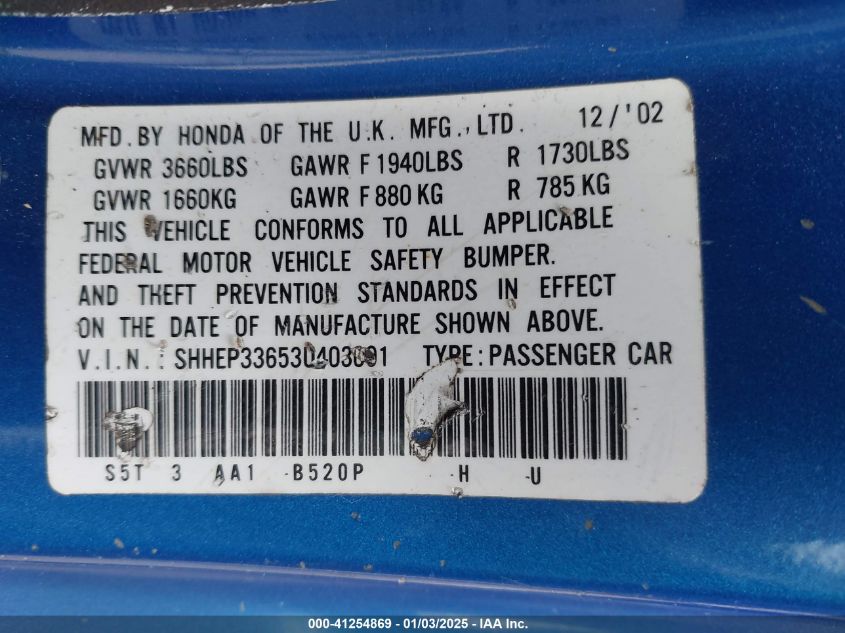 MFD. BY HONDA OF THE U.K. MFG., LTD. 12/'02
GVWR 3660LBS GAWR F 1940LBS R 1730LBS
GVWR 1660KG GAWR F 880 KG R 785 KG
THIS VEHICLE CONFORMS TO ALL APPLICABLE
FEDERAL MOTOR VEHICLE SAFETY BUMPER.
AND THEFT PREVENTION STANDARDS IN EFFECT
ON THE DATE OF MANUFACTURE SHOWN ABOVE.
V.I.N.: TYPE: PASSENGER CAR
S5T 3 AA1 -B520P -H -U
000-41254869 - 01/03/2025 - IAA Inc.